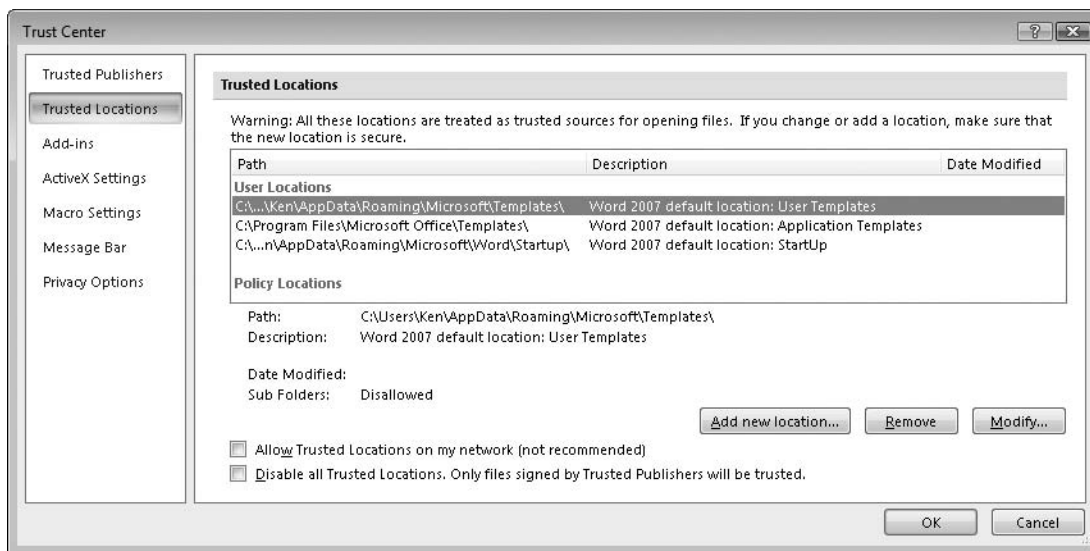 Trust Center
Trusted Publishers
Trusted Locations
Add-ins
ActiveX Settings
Macro Settings
Message Bar
Privacy Options
Trusted Locations
Warning: All these locations are treated as trusted sources for opening files. If you change or add a location, make sure that
the new location is secure.
Path Description Date Modified
User Locations
C:\...\Ken\AppData\Roaming\Microsoft\Templates\ Word 2007 default location: User Templates
C:\Program Files\Microsoft Office\Templates\ Word 2007 default location: Application Templates
C:\...n\AppData\Roaming\Microsoft\Word\Startup\ Word 2007 default location: StartUp
Policy Locations
Path: C:\Users\Ken\AppData\Roaming\Microsoft\Templates\
Description: Word 2007 default location: User Templates
Date Modified:
Sub Folders: Disallowed
Add new location... Remove Modify...
Allow Trusted Locations on my network (not recommended)
Disable all Trusted Locations. Only files signed by Trusted Publishers will be trusted.
OK Cancel